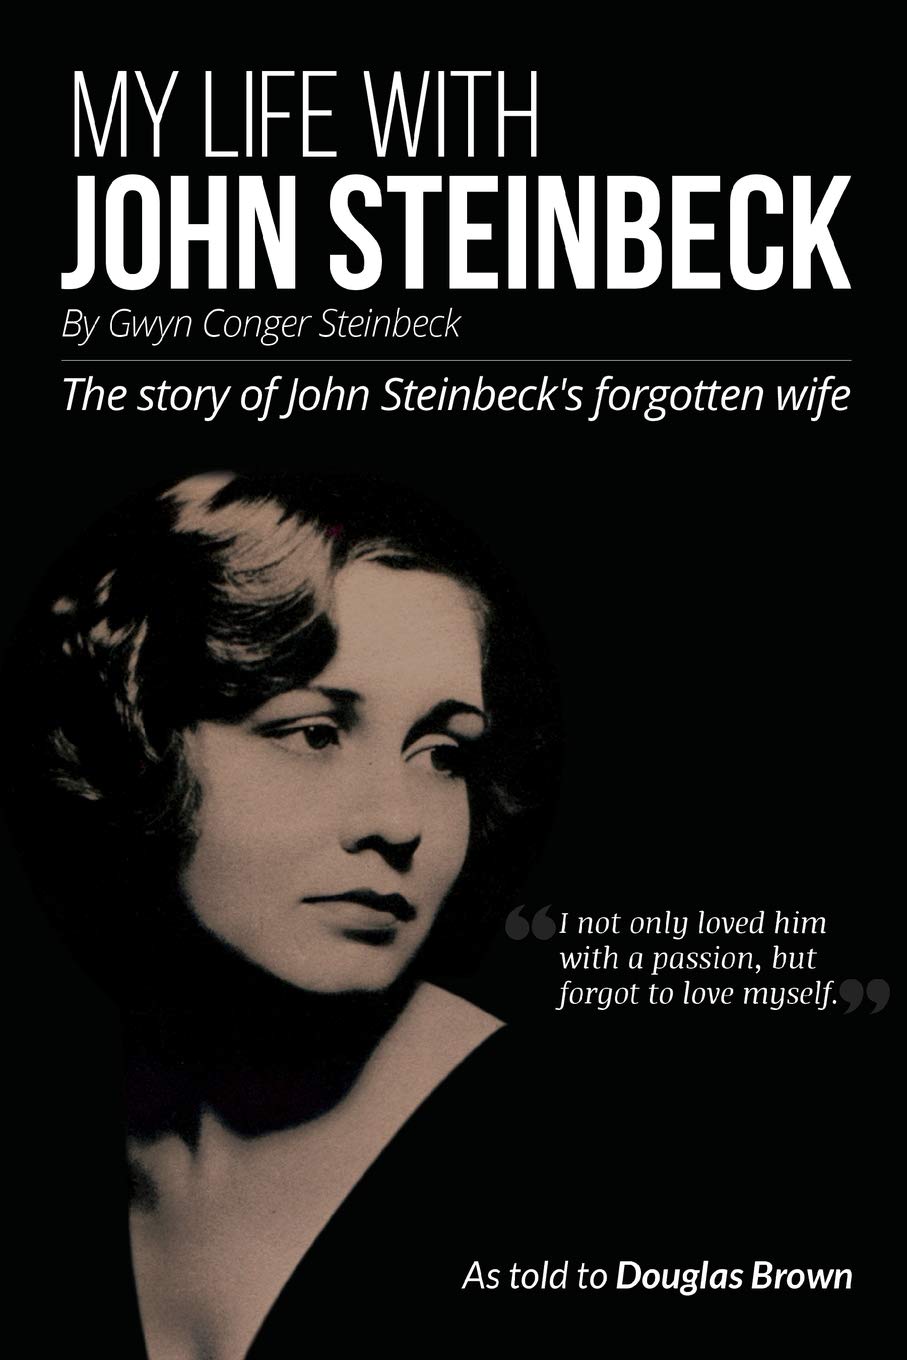 MY LIFE WITH
JOHN STEINBECK
By Gwyn Conger Steinbeck
The story of John Steinbeck's forgotten wife
“I not only loved him
with a passion, but
forgot to love myself.”
As told to Douglas Brown